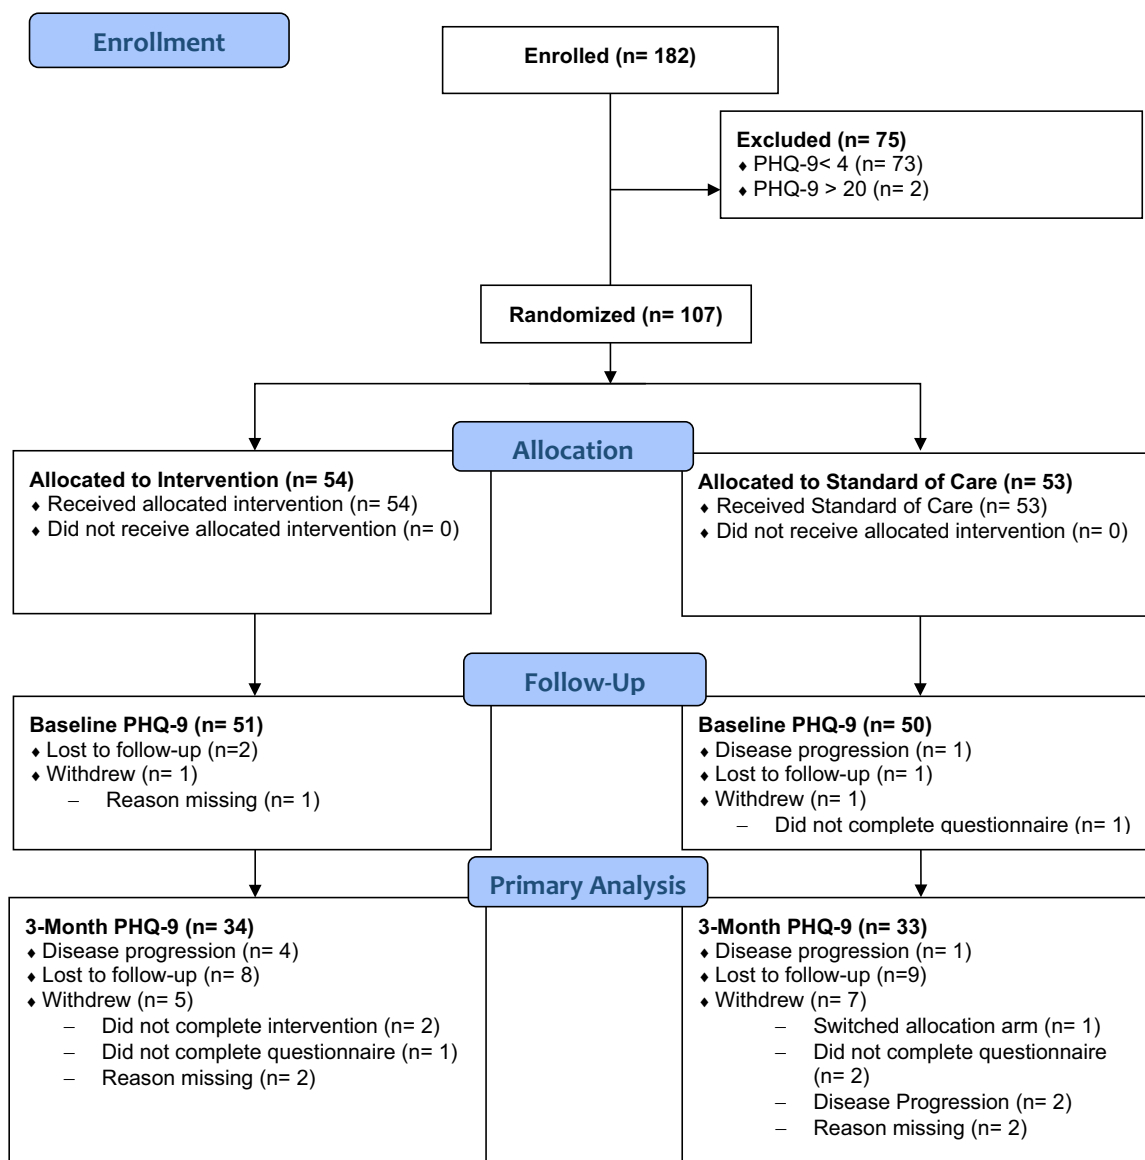 Enrollment
Enrolled (n= 182)
Excluded (n= 75)
♦ PHQ-9< 4 (n= 73)
♦ PHQ-9 > 20 (n= 2)
Randomized (n= 107)
Allocation
Allocated to Intervention (n= 54)
♦ Received allocated intervention (n= 54)
♦ Did not receive allocated intervention (n= 0)
Allocated to Standard of Care (n= 53)
♦ Received Standard of Care (n= 53)
♦ Did not receive allocated intervention (n= 0)
Follow-Up
Baseline PHQ-9 (n= 51)
♦ Lost to follow-up (n=2)
♦ Withdrew (n= 1)
– Reason missing (n= 1)
Baseline PHQ-9 (n= 50)
♦ Disease progression (n= 1)
♦ Lost to follow-up (n= 1)
♦ Withdrew (n= 1)
– Did not complete questionnaire (n= 1)
Primary Analysis
3-Month PHQ-9 (n= 34)
♦ Disease progression (n= 4)
♦ Lost to follow-up (n= 8)
♦ Withdrew (n= 5)
– Did not complete intervention (n= 2)
– Did not complete questionnaire (n= 1)
– Reason missing (n= 2)
3-Month PHQ-9 (n= 33)
♦ Disease progression (n= 1)
♦ Lost to follow-up (n=9)
♦ Withdrew (n= 7)
– Switched allocation arm (n= 1)
– Did not complete questionnaire
(n= 2)
– Disease Progression (n= 2)
– Reason missing (n= 2)